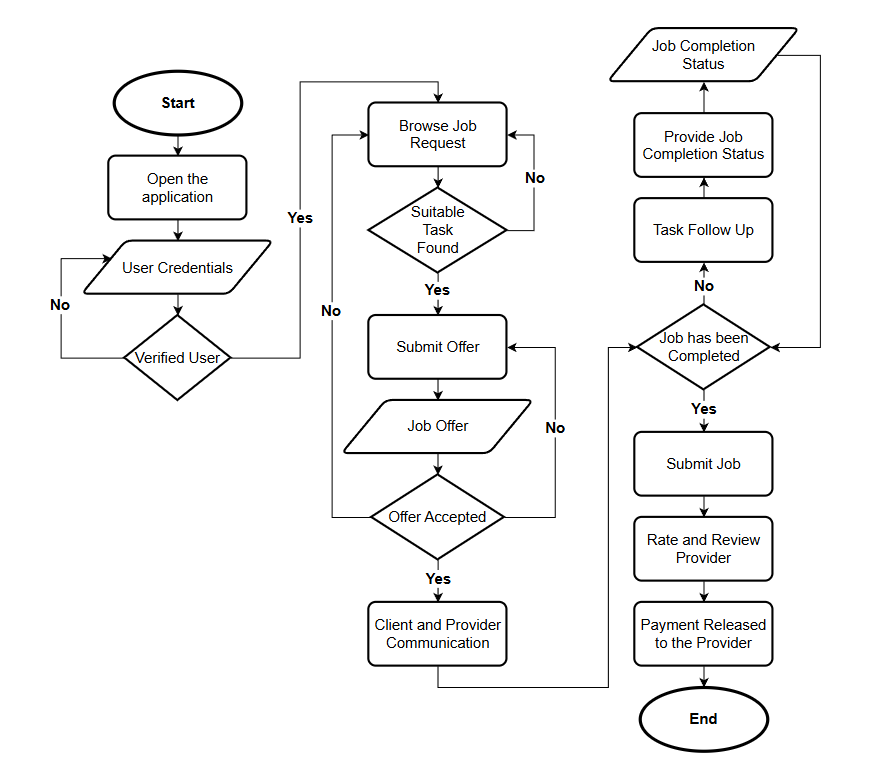 Start
Open the
application
User Credentials
No
Verified User
Yes
Browse Job
Request
No
Suitable
Task
Found
Yes
No
Submit Offer
Job Offer
No
Offer Accepted
Yes
Client and Provider
Communication
Job Completion
Status
Provide Job
Completion Status
Task Follow Up
No
Job has been
Completed
Yes
Submit Job
Rate and Review
Provider
Payment Released
to the Provider
End